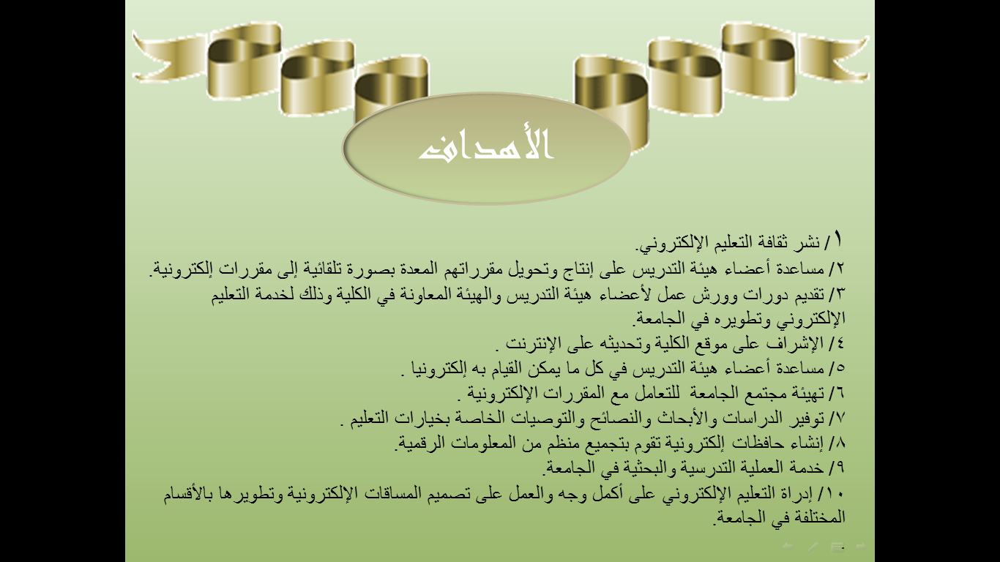 الأهداف
١/ نشر ثقافة التعليم الإلكتروني.
٢/ مساعدة أعضاء هيئة التدريس على إنتاج وتحويل مقرراتهم المعدة بصورة تلقائية إلى مقررات إلكترونية.
٣/ تقديم دورات وورش عمل لأعضاء هيئة التدريس والهيئة المعاونة في الكلية وذلك لخدمة التعليم
الإلكتروني وتطويره في الجامعة.
٤/ الإشراف على موقع الكلية وتحديثه على الإنترنت .
٥/ مساعدة أعضاء هيئة التدريس في كل ما يمكن القيام به إلكترونيا .
٦/ تهيئة مجتمع الجامعة  للتعامل مع المقررات الإلكترونية .
٧/ توفير الدراسات والأبحاث والنصائح والتوصيات الخاصة بخيارات التعليم .
٨/ إنشاء حافظات إلكترونية تقوم بتجميع منظم من المعلومات الرقمية.
٩/ خدمة العملية التدرسية والبحثية في الجامعة.
١٠/ إدراة التعليم الإلكتروني على أكمل وجه والعمل على تصميم المساقات الإلكترونية وتطويرها بالأقسام
المختلفة في الجامعة.
.